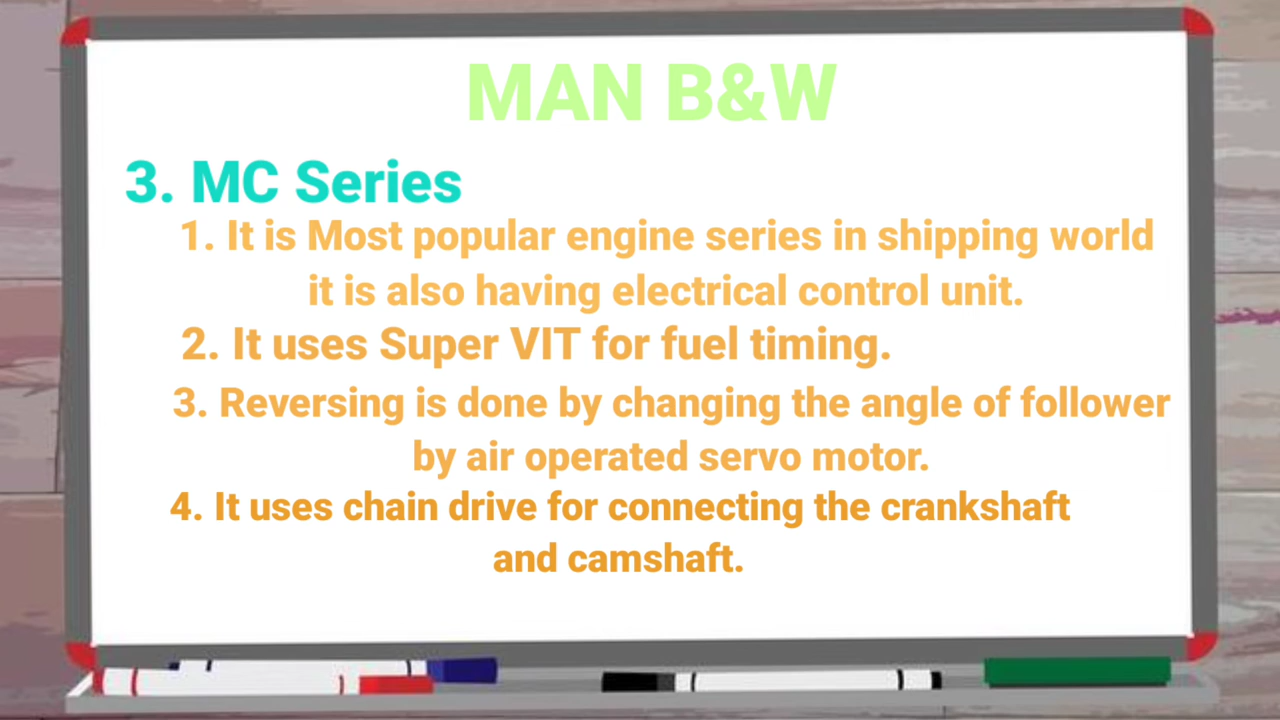 MAN B&W
3. MC Series
1. It is Most popular engine series in shipping world
it is also having electrical control unit.
2. It uses Super VIT for fuel timing.
3. Reversing is done by changing the angle of follower
by air operated servo motor.
4. It uses chain drive for connecting the crankshaft
and camshaft.